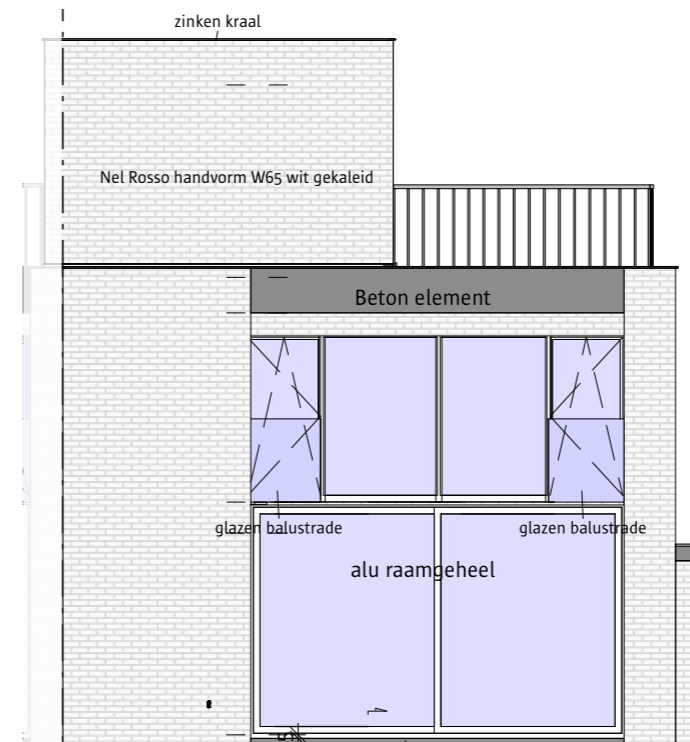 zinken kraal
Nel Rosso handvorm W65 wit gekaleid
Beton element
glazen balustrade
glazen balustrade
alu raamgeheel